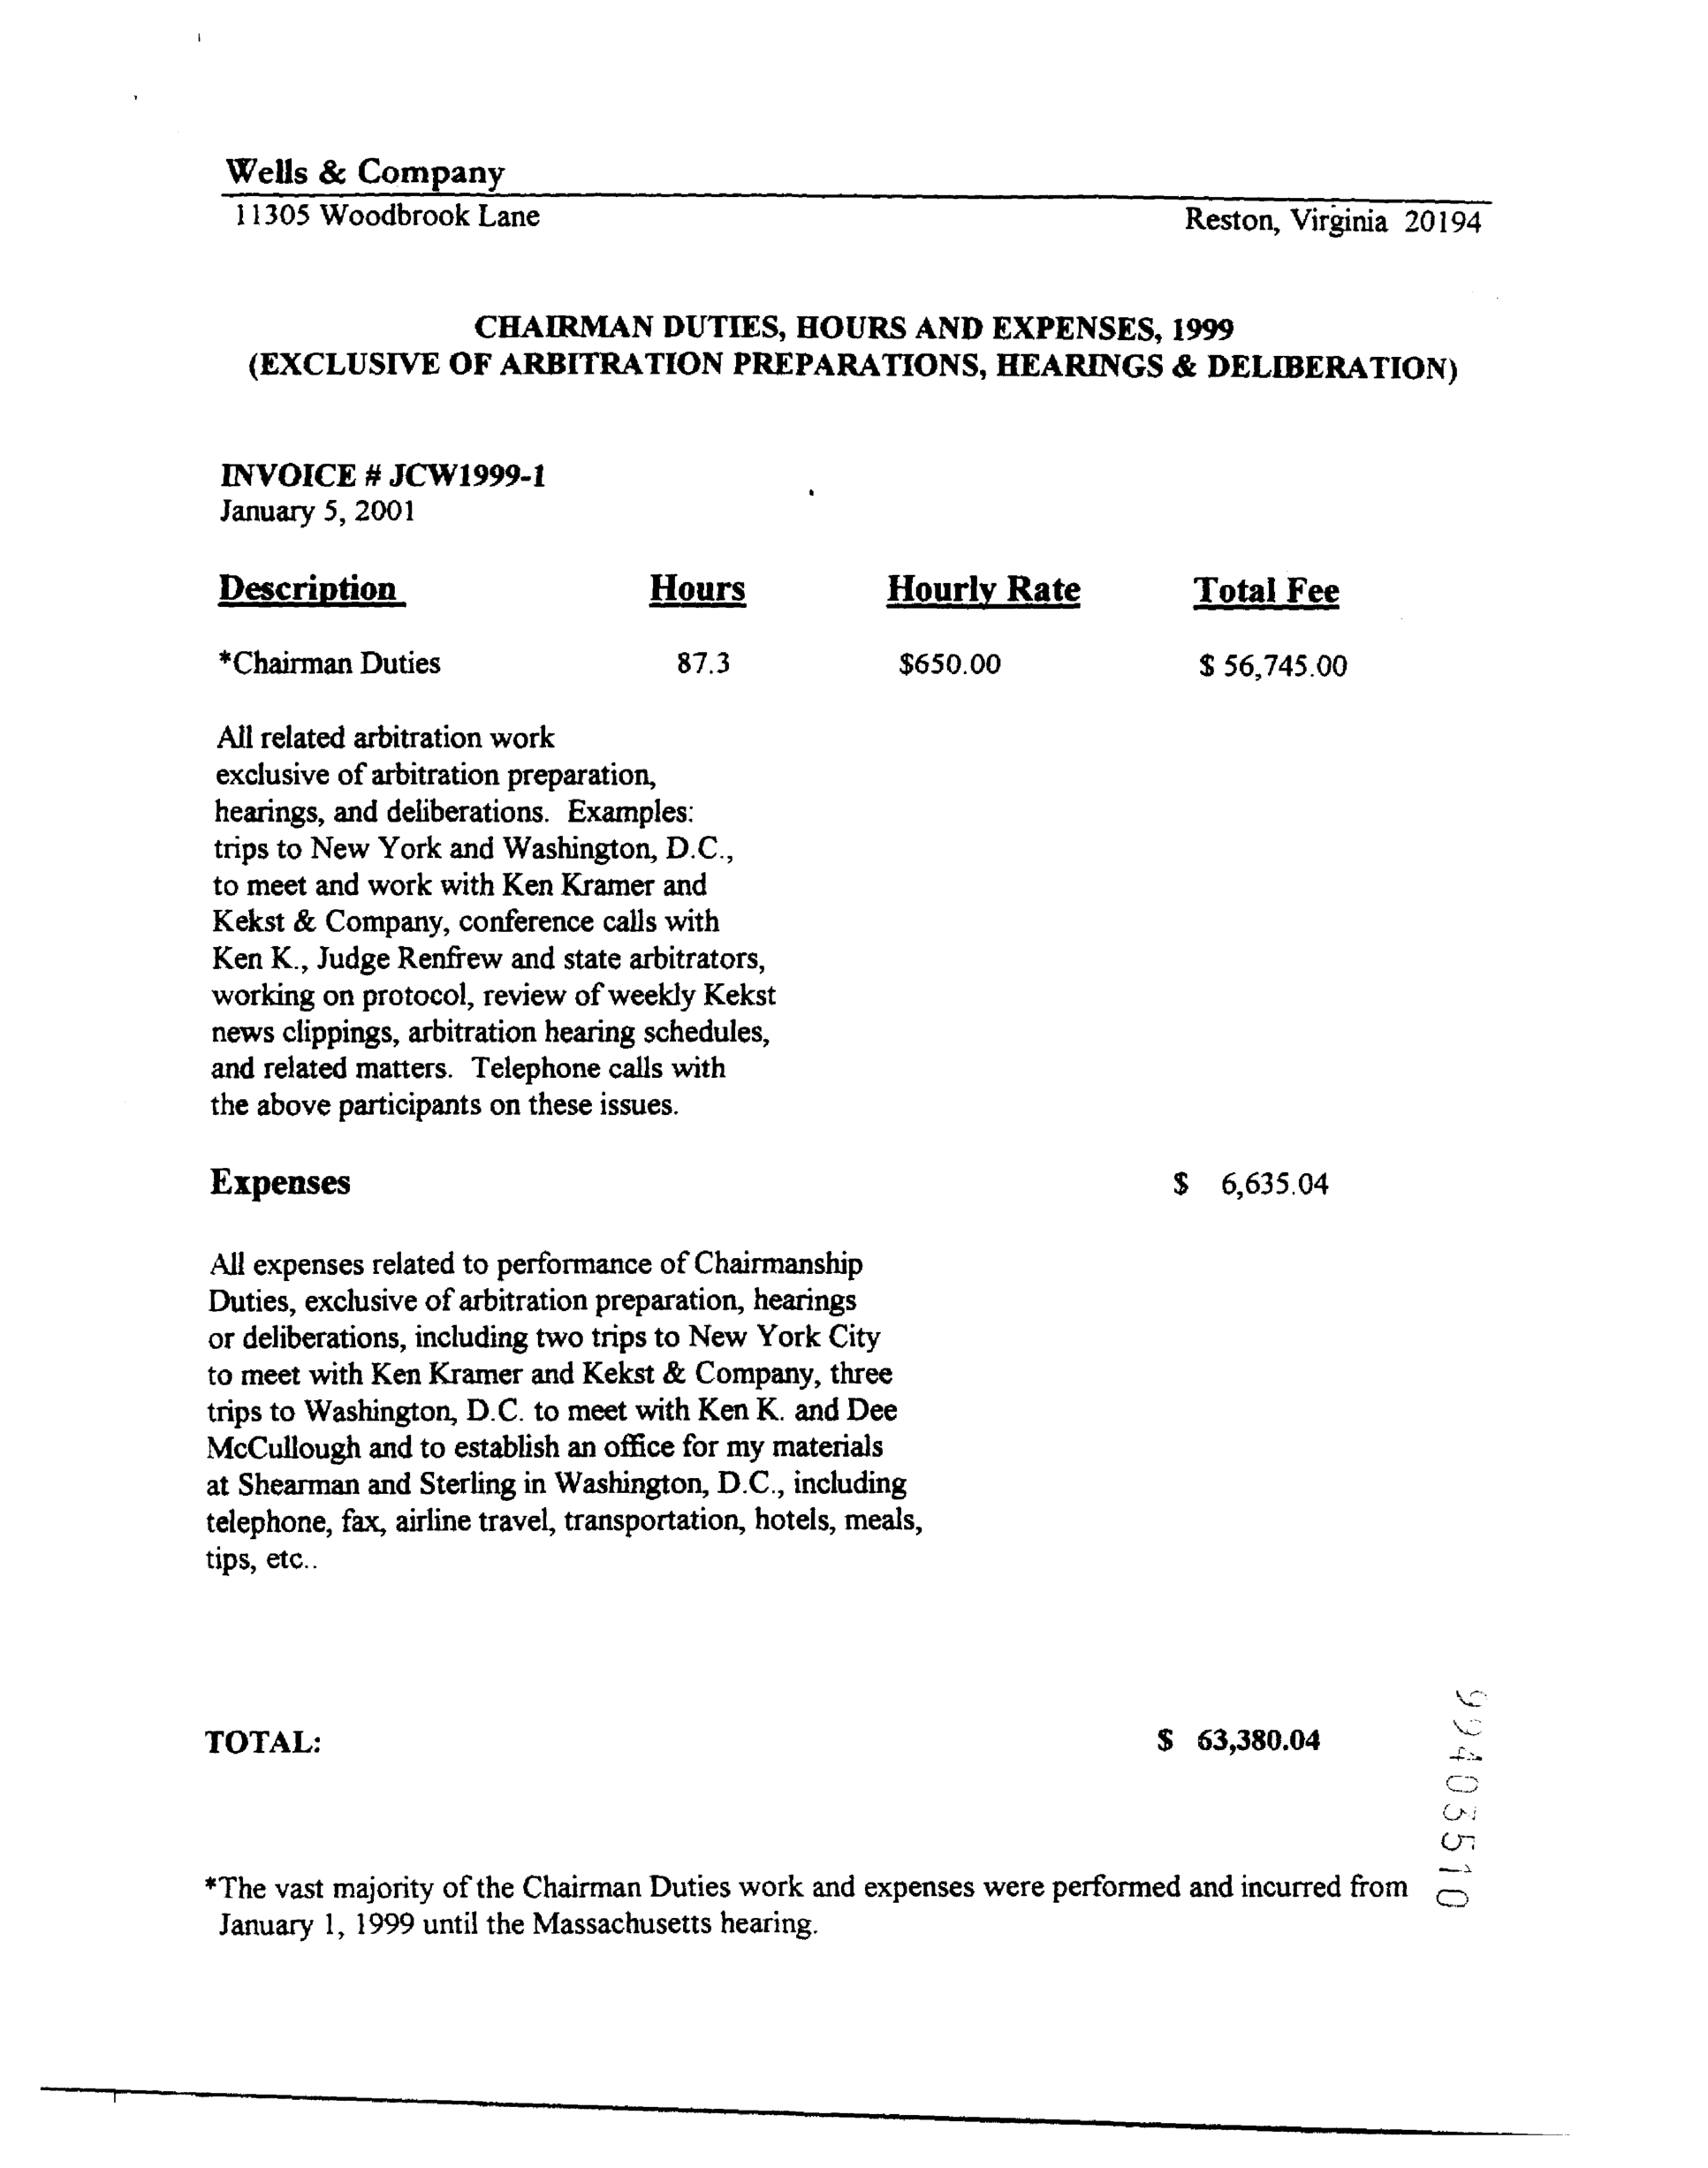 Wells & Company
11305 Woodbrook Lane Reston, Virginia 20194
CHAIRMAN DUTIES, HOURS AND EXPENSES, 1999
(EXCLUSIVE OF ARBITRATION PREPARATIONS, HEARINGS & DELIBERATION)
INVOICE # JCW1999-1
January 5, 2001
Description Hours Hourly Rate Total Fee
*Chairman Duties 87.3 $650.00 $ 56,745.00
All related arbitration work
exclusive of arbitration preparation,
hearings, and deliberations. Examples:
trips to New York and Washington, D.C.,
to meet and work with Ken Kramer and
Kekst & Company, conference calls with
Ken K., Judge Renfrew and state arbitrators,
working on protocol, review of weekly Kekst
news clippings, arbitration hearing schedules,
and related matters. Telephone calls with
the above participants on these issues.
Expenses $ 6,635.04
All expenses related to performance of Chairmanship
Duties, exclusive of arbitration preparation, hearings
or deliberations, including two trips to New York City
to meet with Ken Kramer and Kekst & Company, three
trips to Washington, D.C. to meet with Ken K. and Dee
McCullough and to establish an office for my materials
at Shearman and Sterling in Washington, D.C., including
telephone, fax, airline travel, transportation, hotels, meals,
tips, etc..
TOTAL: $ 63,380.04
*The vast majority of the Chairman Duties work and expenses were performed and incurred from
January 1, 1999 until the Massachusetts hearing.
99403510